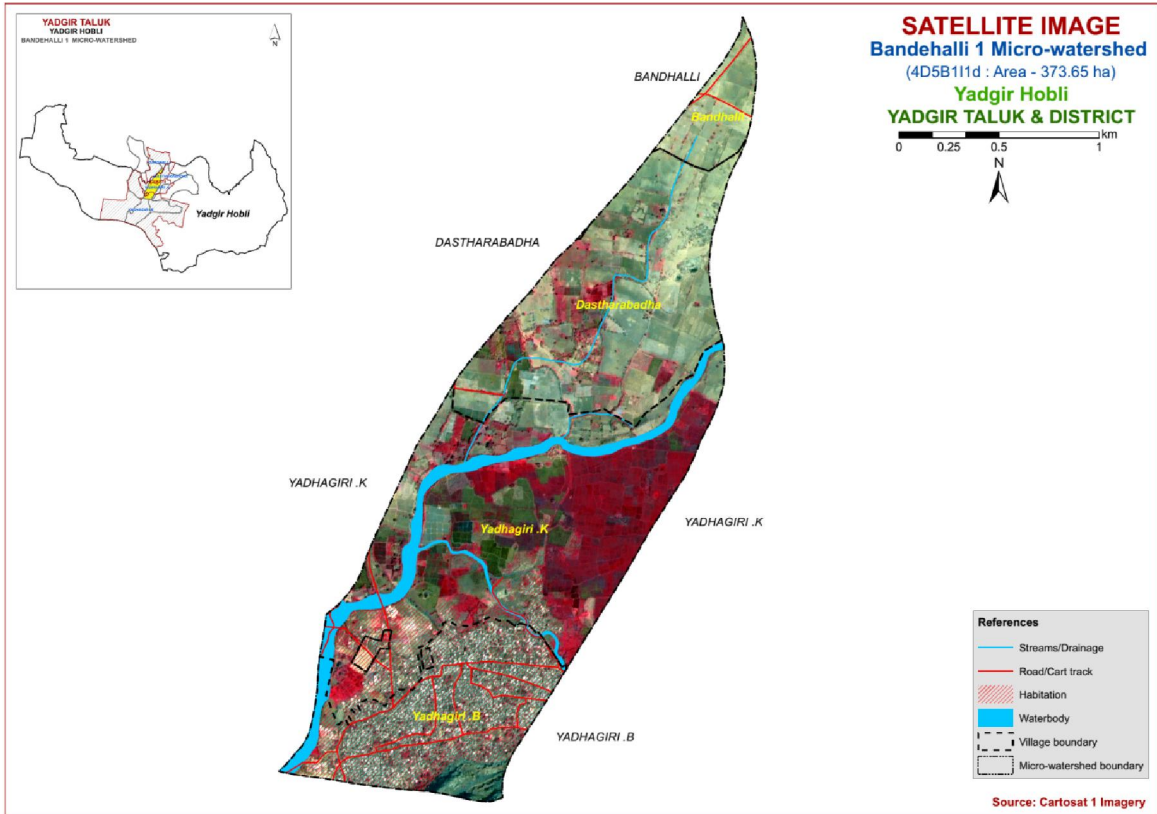 YADGIR TALUK
YADGIR HOBLI
BANDEHALLI 1 MICRO-WATERSHED
N
Yadgir Hobli
SATELLITE IMAGE
Bandehalli 1 Micro-watershed
(4D5B1I1d : Area - 373.65 ha)
Yadgir Hobli
YADGIR TALUK & DISTRICT
km
0 0.25 0.5 1
N
BANDHALLI
Bandhalli
DASTHARABADHA
Dastharabadha
YADHAGIRI .K
Yadhagiri .K
YADHAGIRI .K
Yadhagiri .B
YADHAGIRI .B
References
Streams/Drainage
Road/Cart track
Habitation
Waterbody
Village boundary
Micro-watershed boundary
Source: Cartosat 1 Imagery